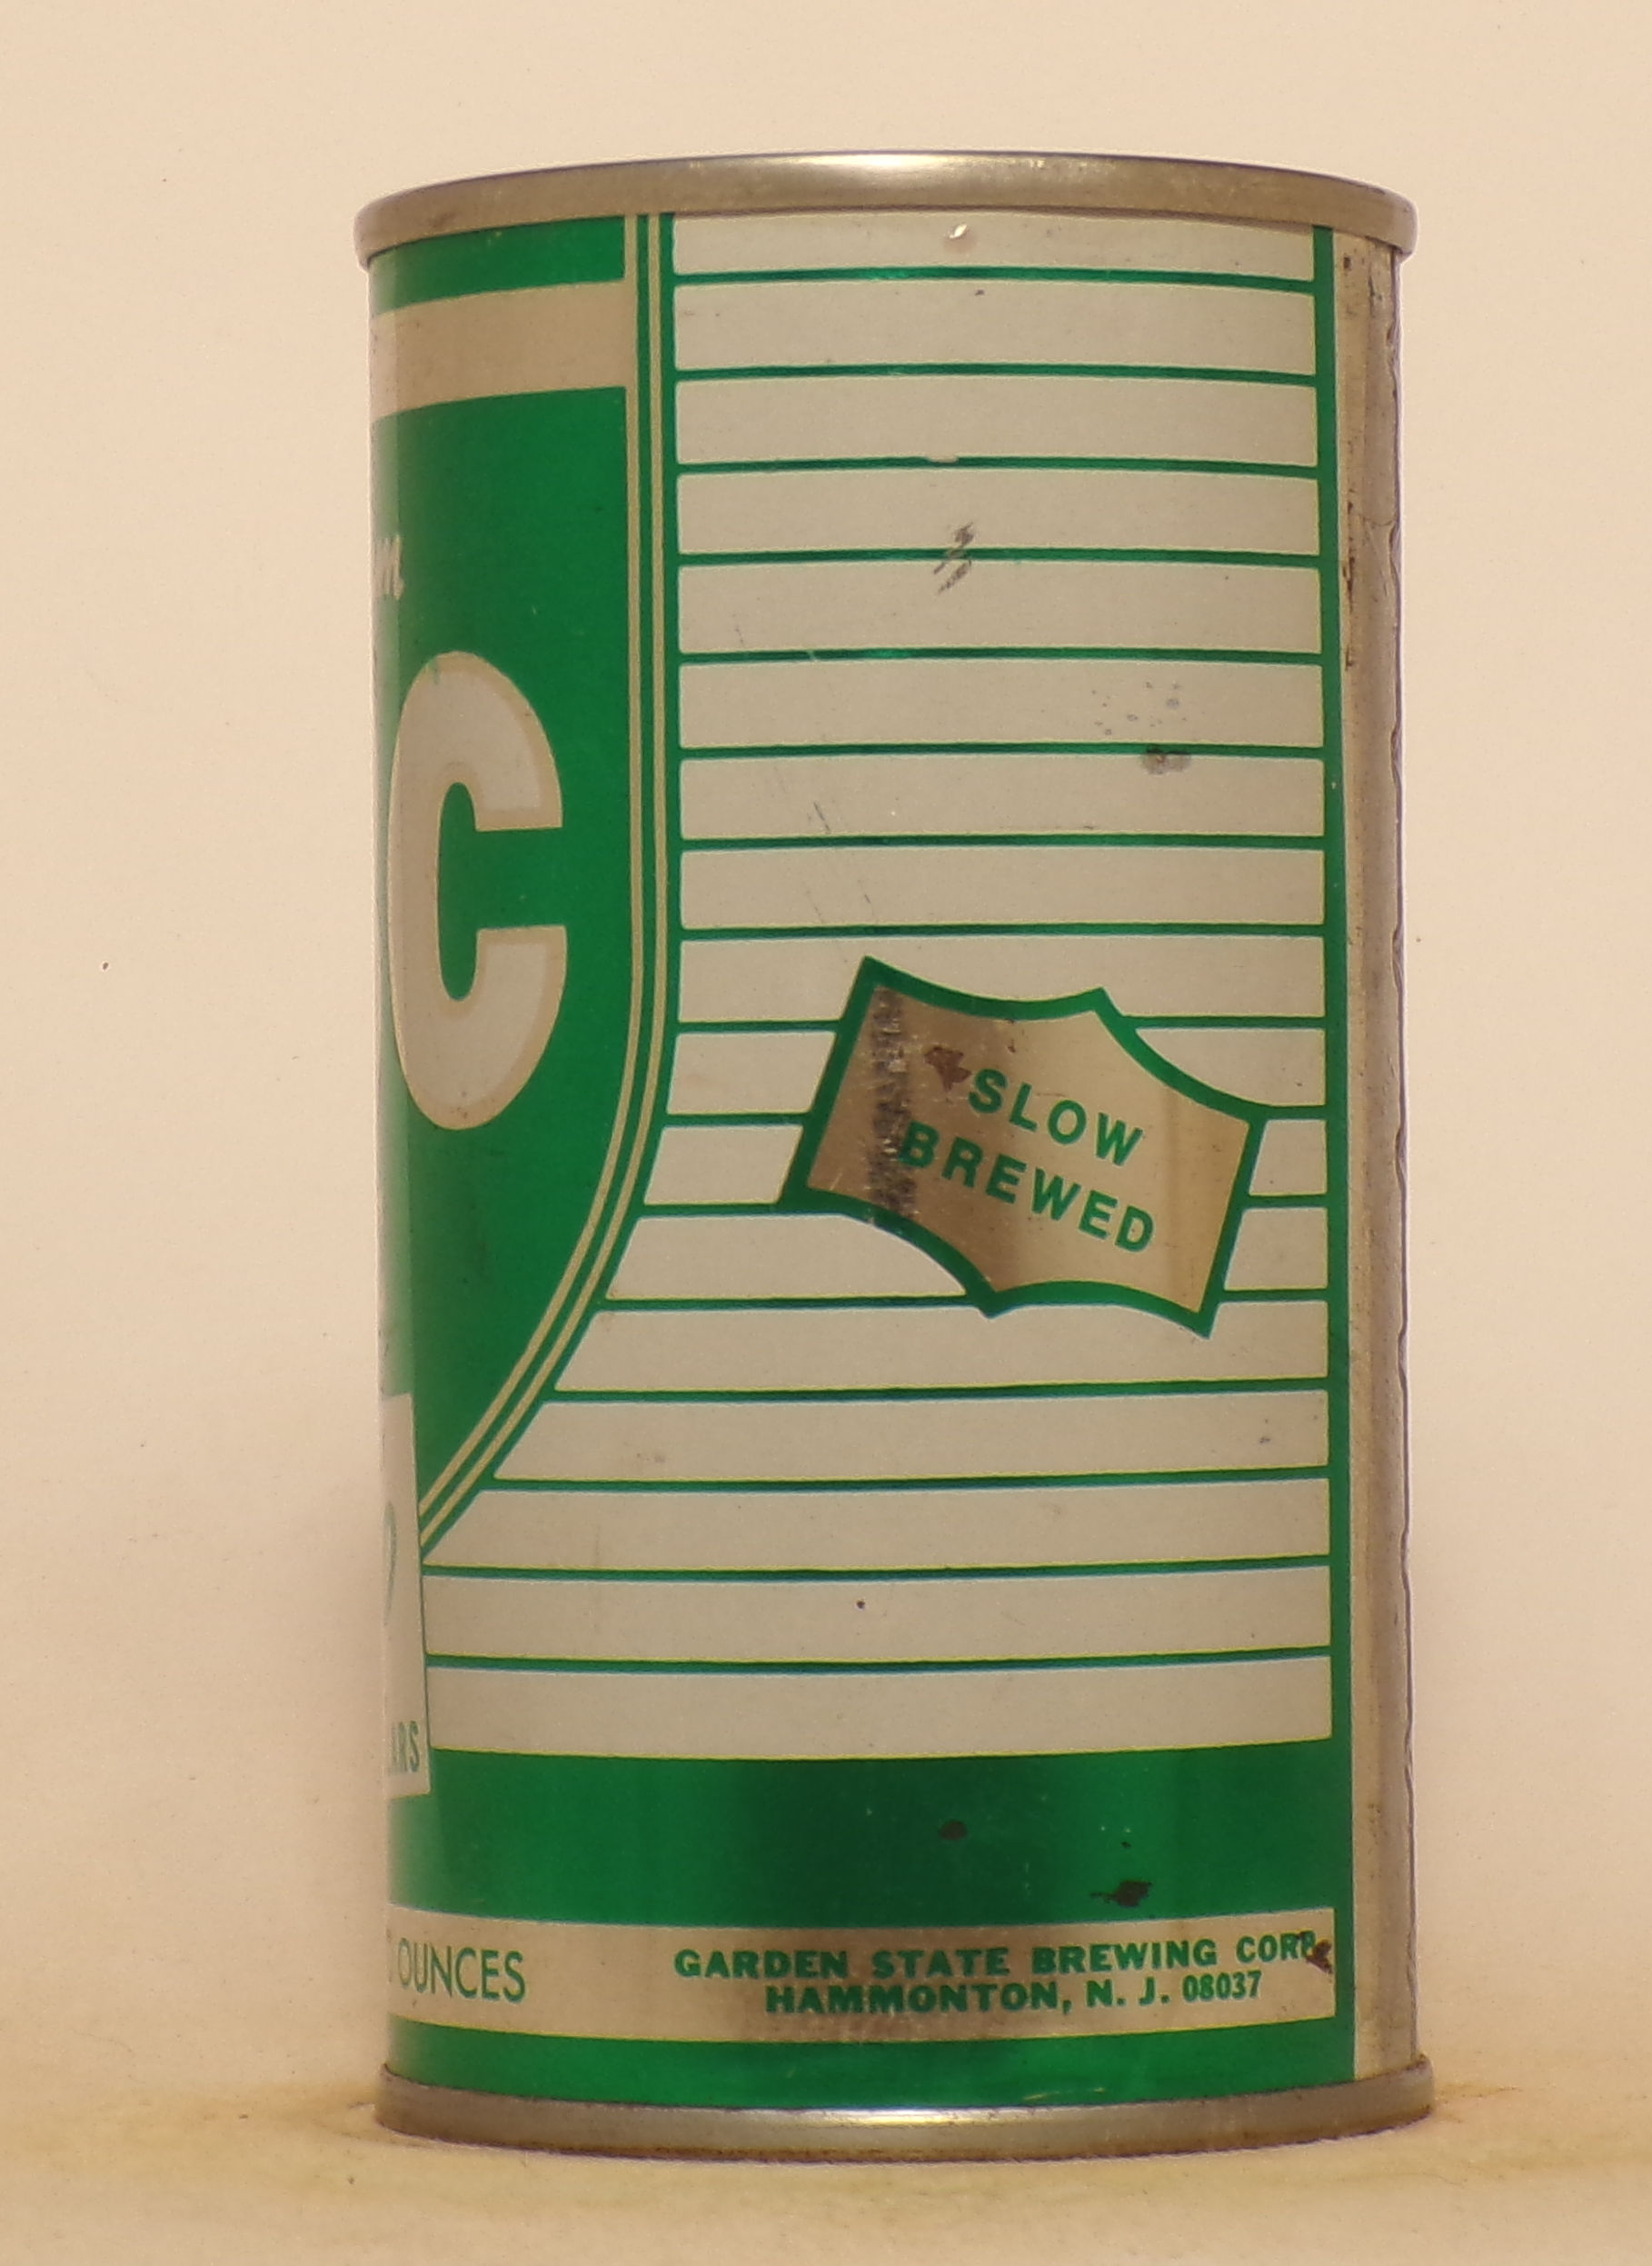 C
SLOW
BREWED
OUNCES
GARDEN STATE BREWING CORP.
HAMMONTON, N. J. 08037